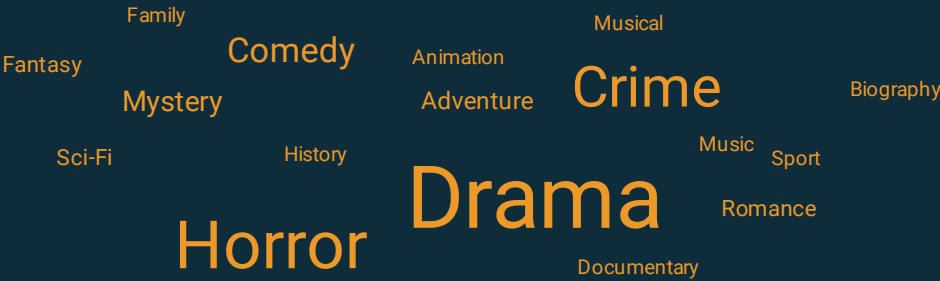 Family
Musical
Comedy
Animation
Fantasy
Crime
Biography
Mystery
Adventure
Music
History
Sci-Fi
Sport
Drama
Romance
Horror
Documentary